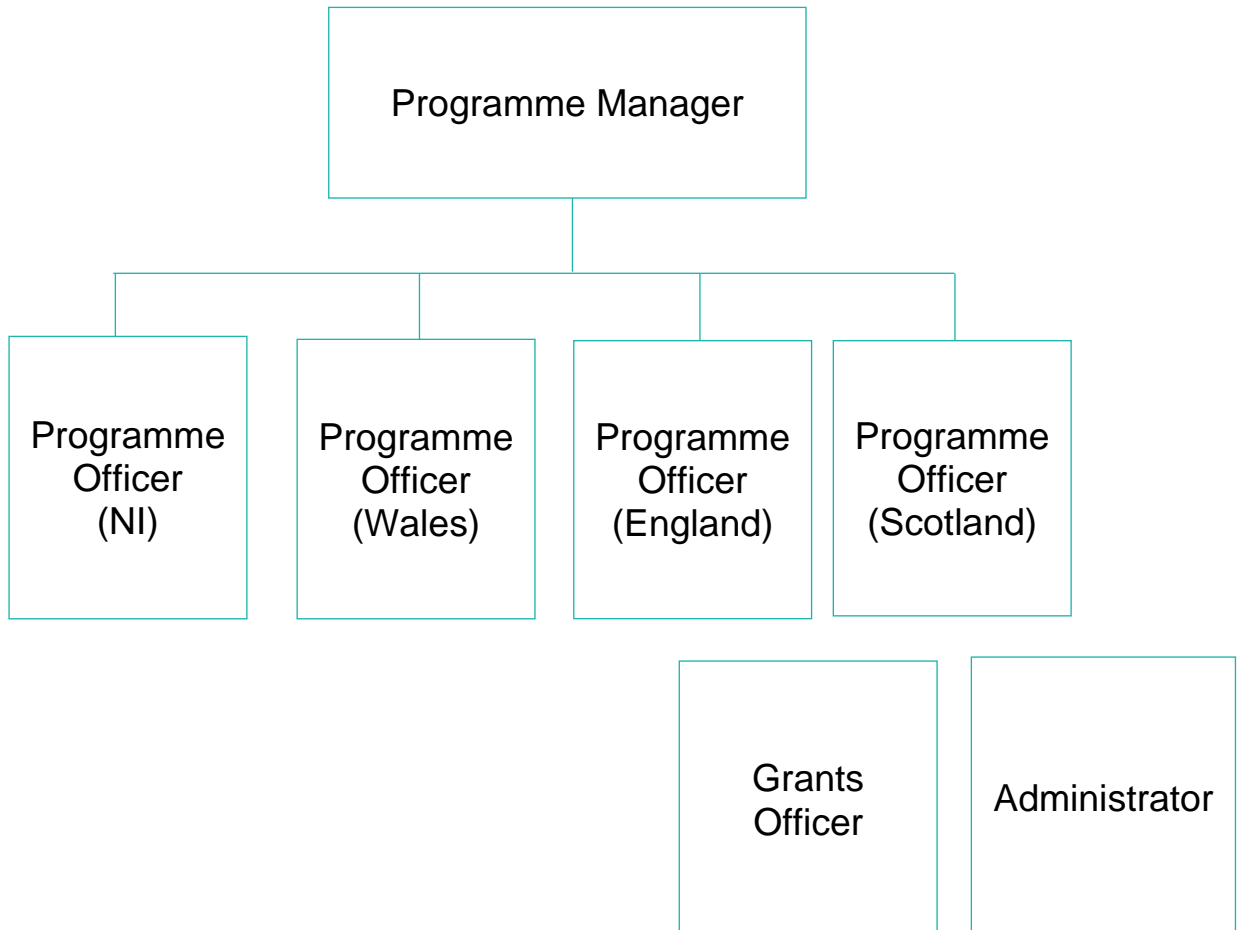 Programme Manager
Programme
Officer
(NI)
Programme
Officer
(Wales)
Programme
Officer
(England)
Programme
Officer
(Scotland)
Grants
Officer
Administrator